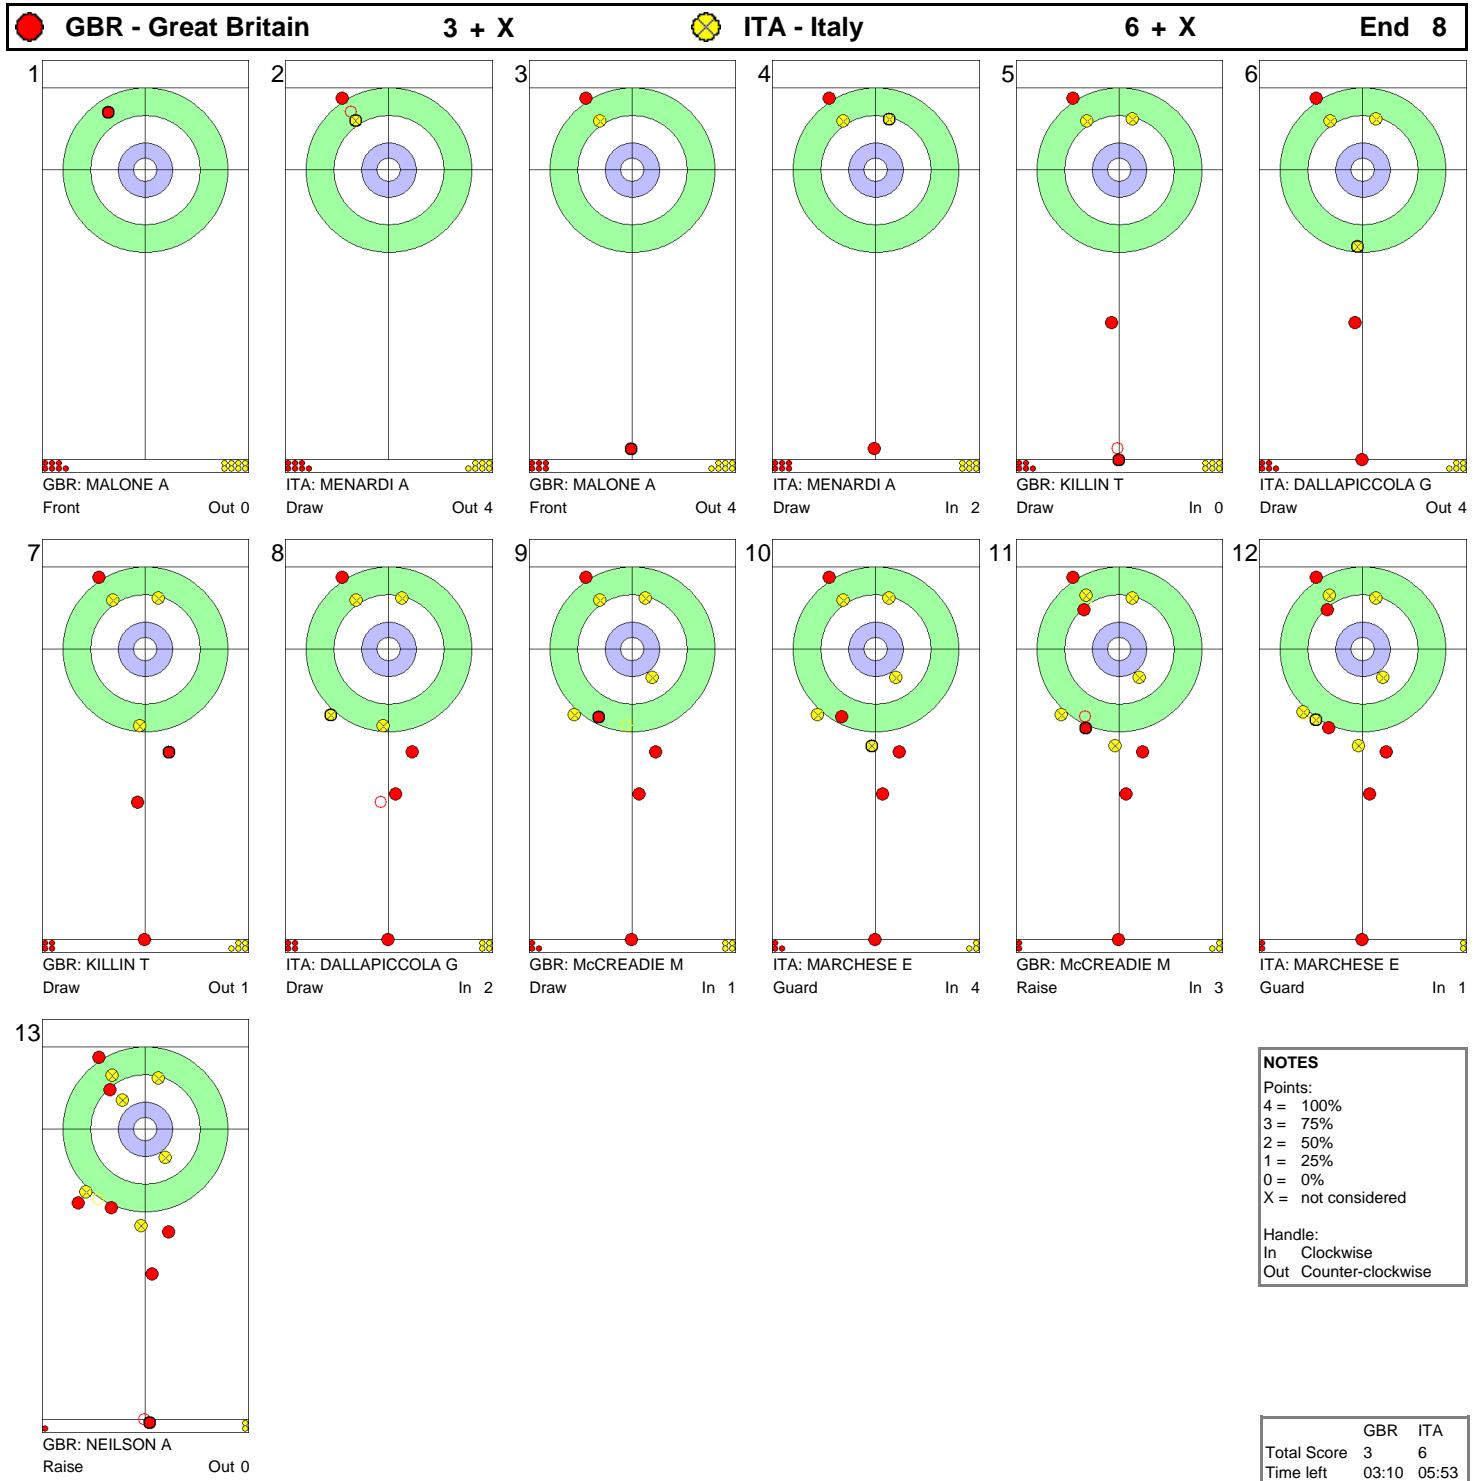 GBR - Great Britain 3 + X ITA - Italy 6 + X End 8
1 2 3 4 5 6
GBR: MALONE A ITA: MENARDI A GBR: MALONE A ITA: MENARDI A GBR: KILLIN T ITA: DALLAPICCOLA G
Front Out 0 Draw Out 4 Front Out 4 Draw In 2 Draw In 0 Draw Out 4
7 8 9 10 11 12
GBR: KILLIN T ITA: DALLAPICCOLA G GBR: McCREADIE M ITA: MARCHESE E GBR: McCREADIE M ITA: MARCHESE E
Draw Out 1 Draw In 2 Draw In 1 Guard In 4 Raise In 3 Guard In 1
13
GBR: NEILSON A
Raise Out 0
NOTES
Points:
4 = 100%
3 = 75%
2 = 50%
1 = 25%
0 = 0%
X = not considered
Handle:
In Clockwise
Out Counter-clockwise
GBR ITA
Total Score 3 6
Time left 03:10 05:53